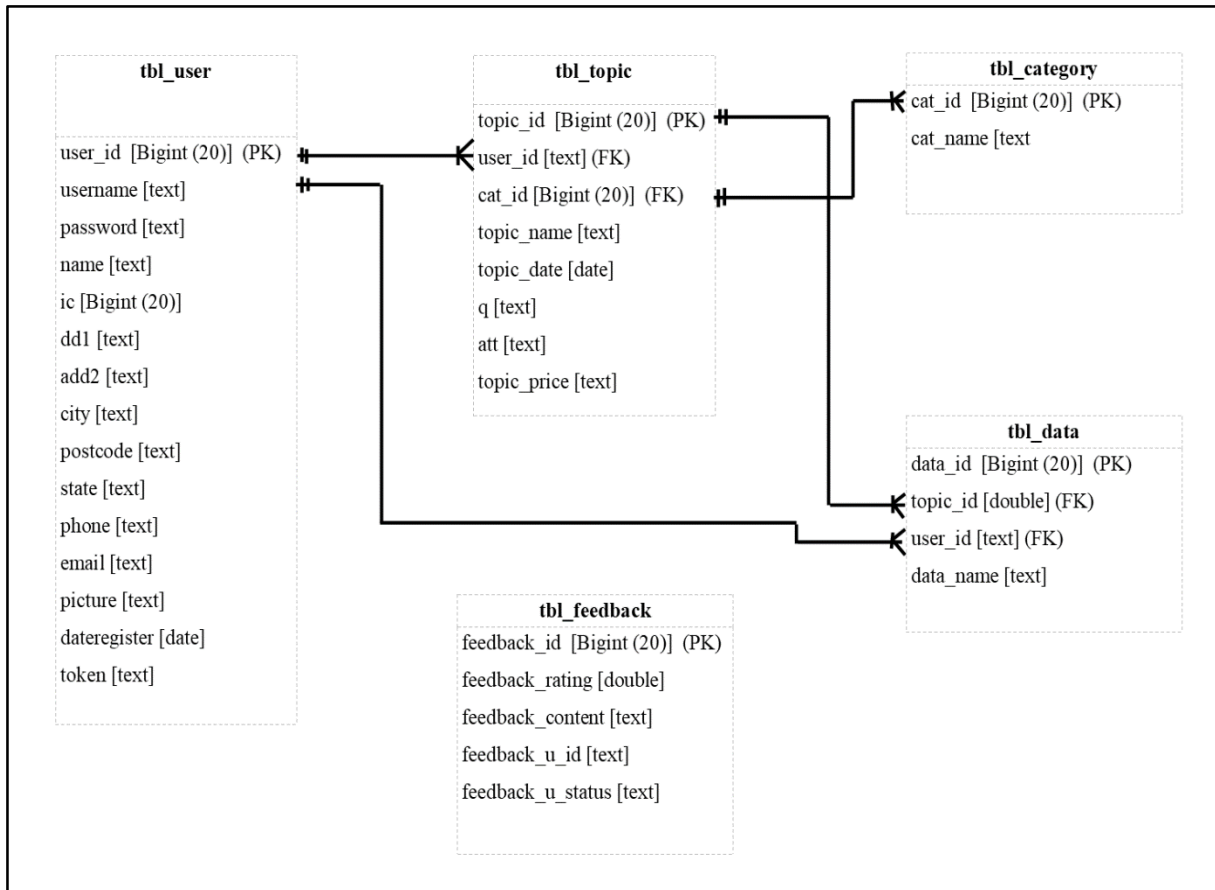 tbl_user
user_id [Bigint (20)] (PK)
username [text]
password [text]
name [text]
ic [Bigint (20)]
dd1 [text]
add2 [text]
city [text]
postcode [text]
state [text]
phone [text]
email [text]
picture [text]
dateregister [date]
token [text]
tbl_topic
topic_id [Bigint (20)] (PK)
user_id [text] (FK)
cat_id [Bigint (20)] (FK)
topic_name [text]
topic_date [date]
q [text]
att [text]
topic_price [text]
tbl_category
cat_id [Bigint (20)] (PK)
cat_name [text
tbl_data
data_id [Bigint (20)] (PK)
topic_id [double] (FK)
user_id [text] (FK)
data_name [text]
tbl_feedback
feedback_id [Bigint (20)] (PK)
feedback_rating [double]
feedback_content [text]
feedback_u_id [text]
feedback_u_status [text]